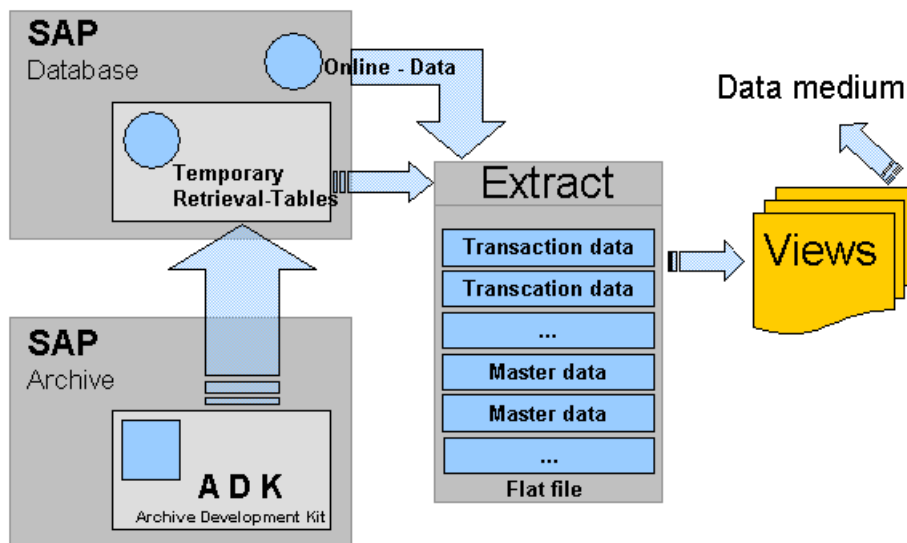 SAP
Database
Online - Data
Temporary
Retrieval-Tables
SAP
Archive
A D K
Archive Development Kit
Extract
Transaction data
Transcation data
...
Master data
Master data
...
Flat file
Data medium
Views